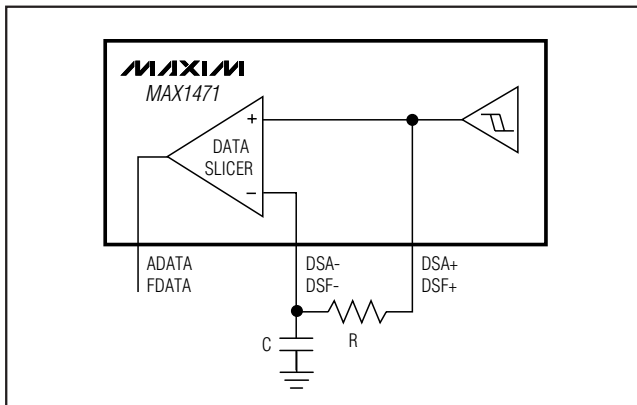 MAXIM
MAX1471
+
DATA
SLICER
−
ADATA
FDATA
DSA-
DSF-
DSA+
DSF+
C
R